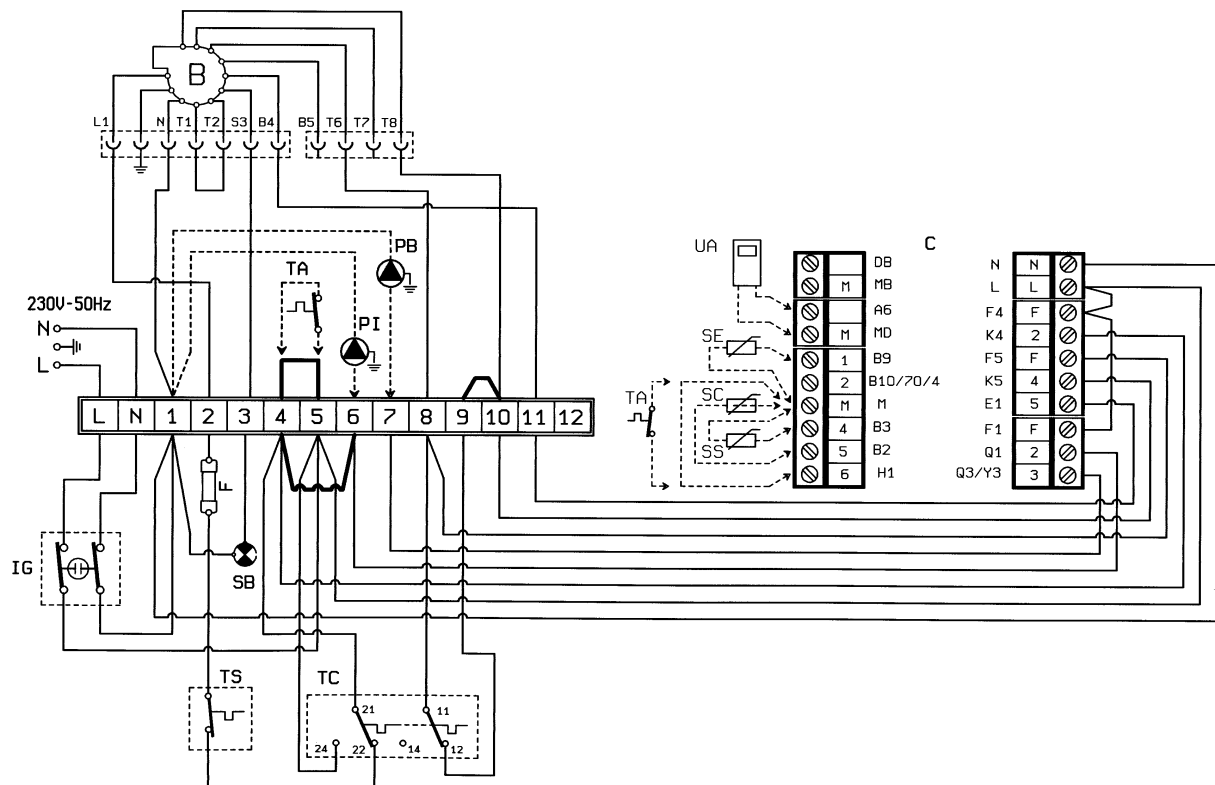 B
L1 N T1 T2 S3 B4 B5 T6 T7 T8
PB
TA
PI
230V-50Hz
N
L
L N 1 2 3 4 5 6 7 8 9 10 11 12
F
IG
SB
TS
TC
21
11
24
22
14
12
UA
C
SE
TA
SC
SS
DB
M MB
A6
M MD
1 B9
2 B10/70/4
M M
4 B3
5 B2
6 H1
N N
L L
F4 F
K4 2
F5 F
K5 4
E1 5
F1 F
Q1 2
Q3/Y3 3